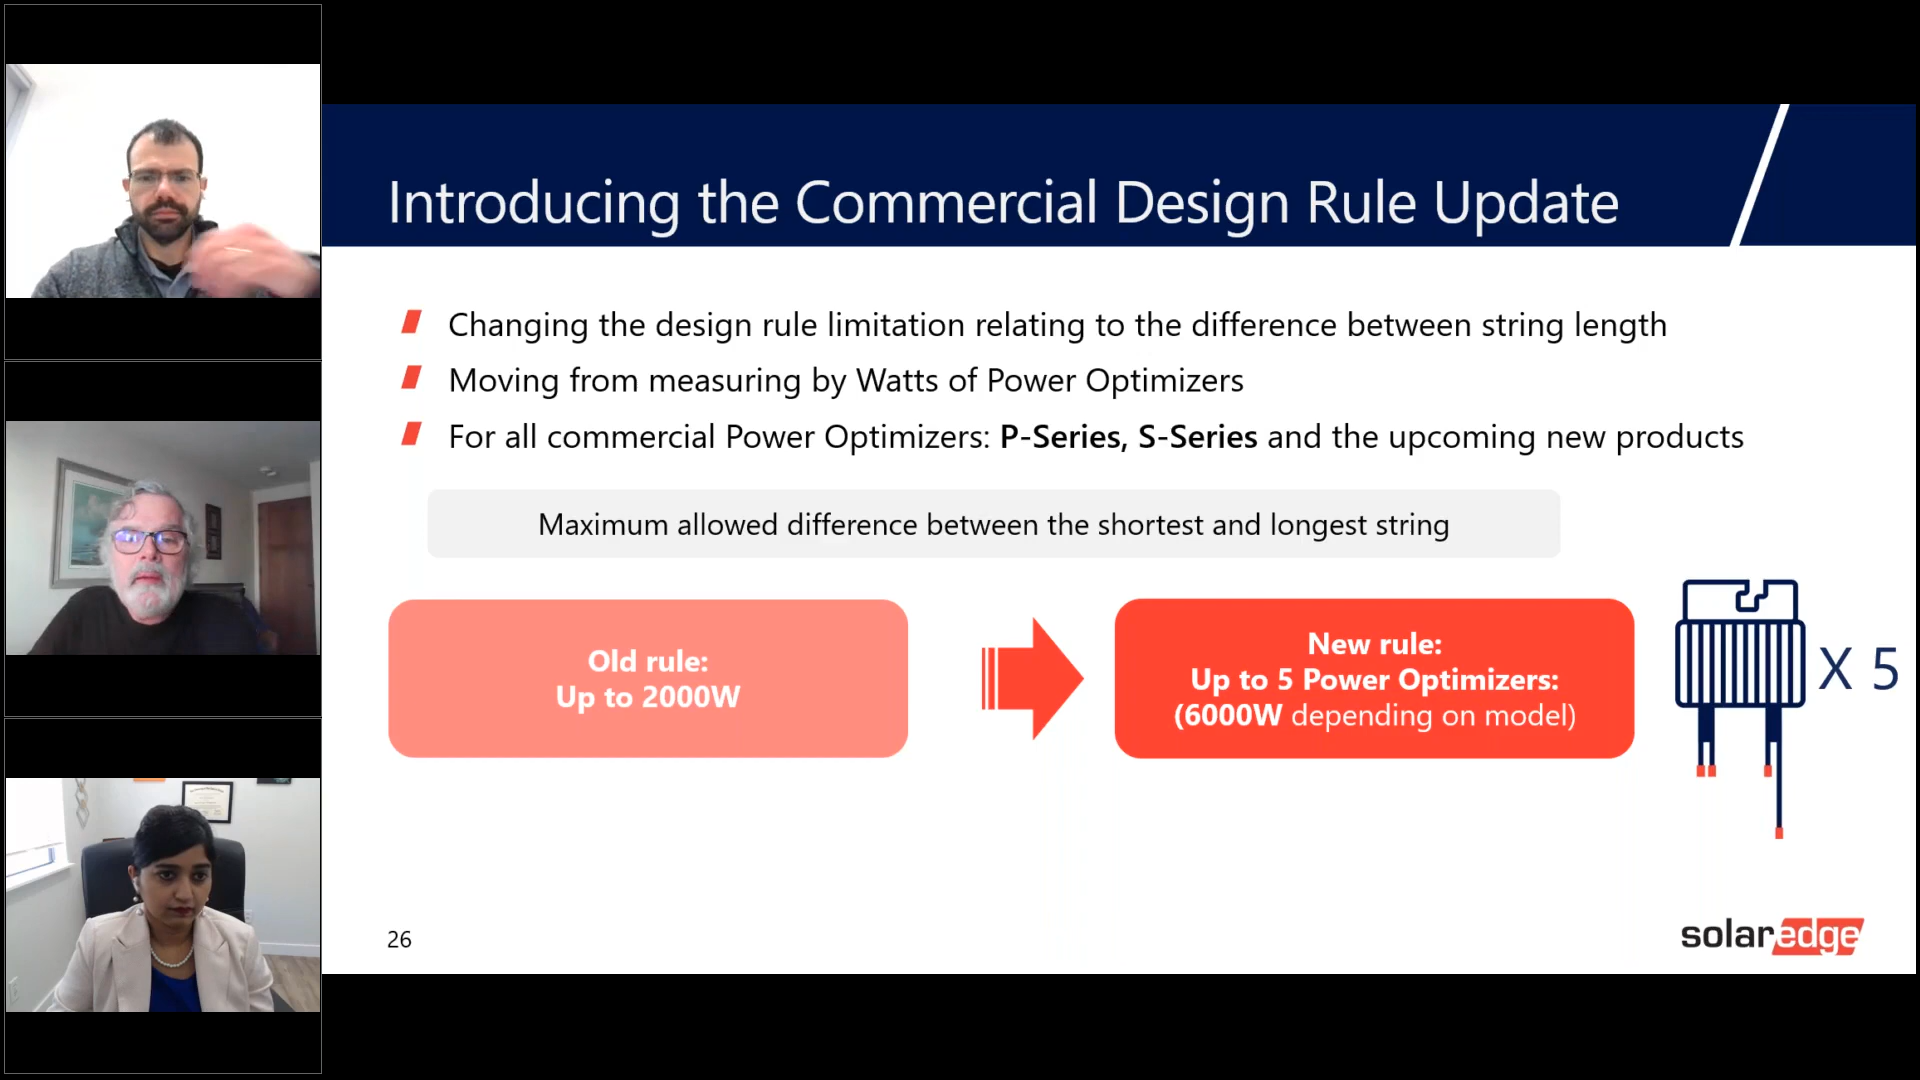 Introducing the Commercial Design Rule Update
Changing the design rule limitation relating to the difference between string length
Moving from measuring by Watts of Power Optimizers
For all commercial Power Optimizers: P-Series, S-Series and the upcoming new products
Maximum allowed difference between the shortest and longest string
Old rule:
Up to 2000W
New rule:
Up to 5 Power Optimizers:
(6000W depending on model)
X 5
26
solaredge